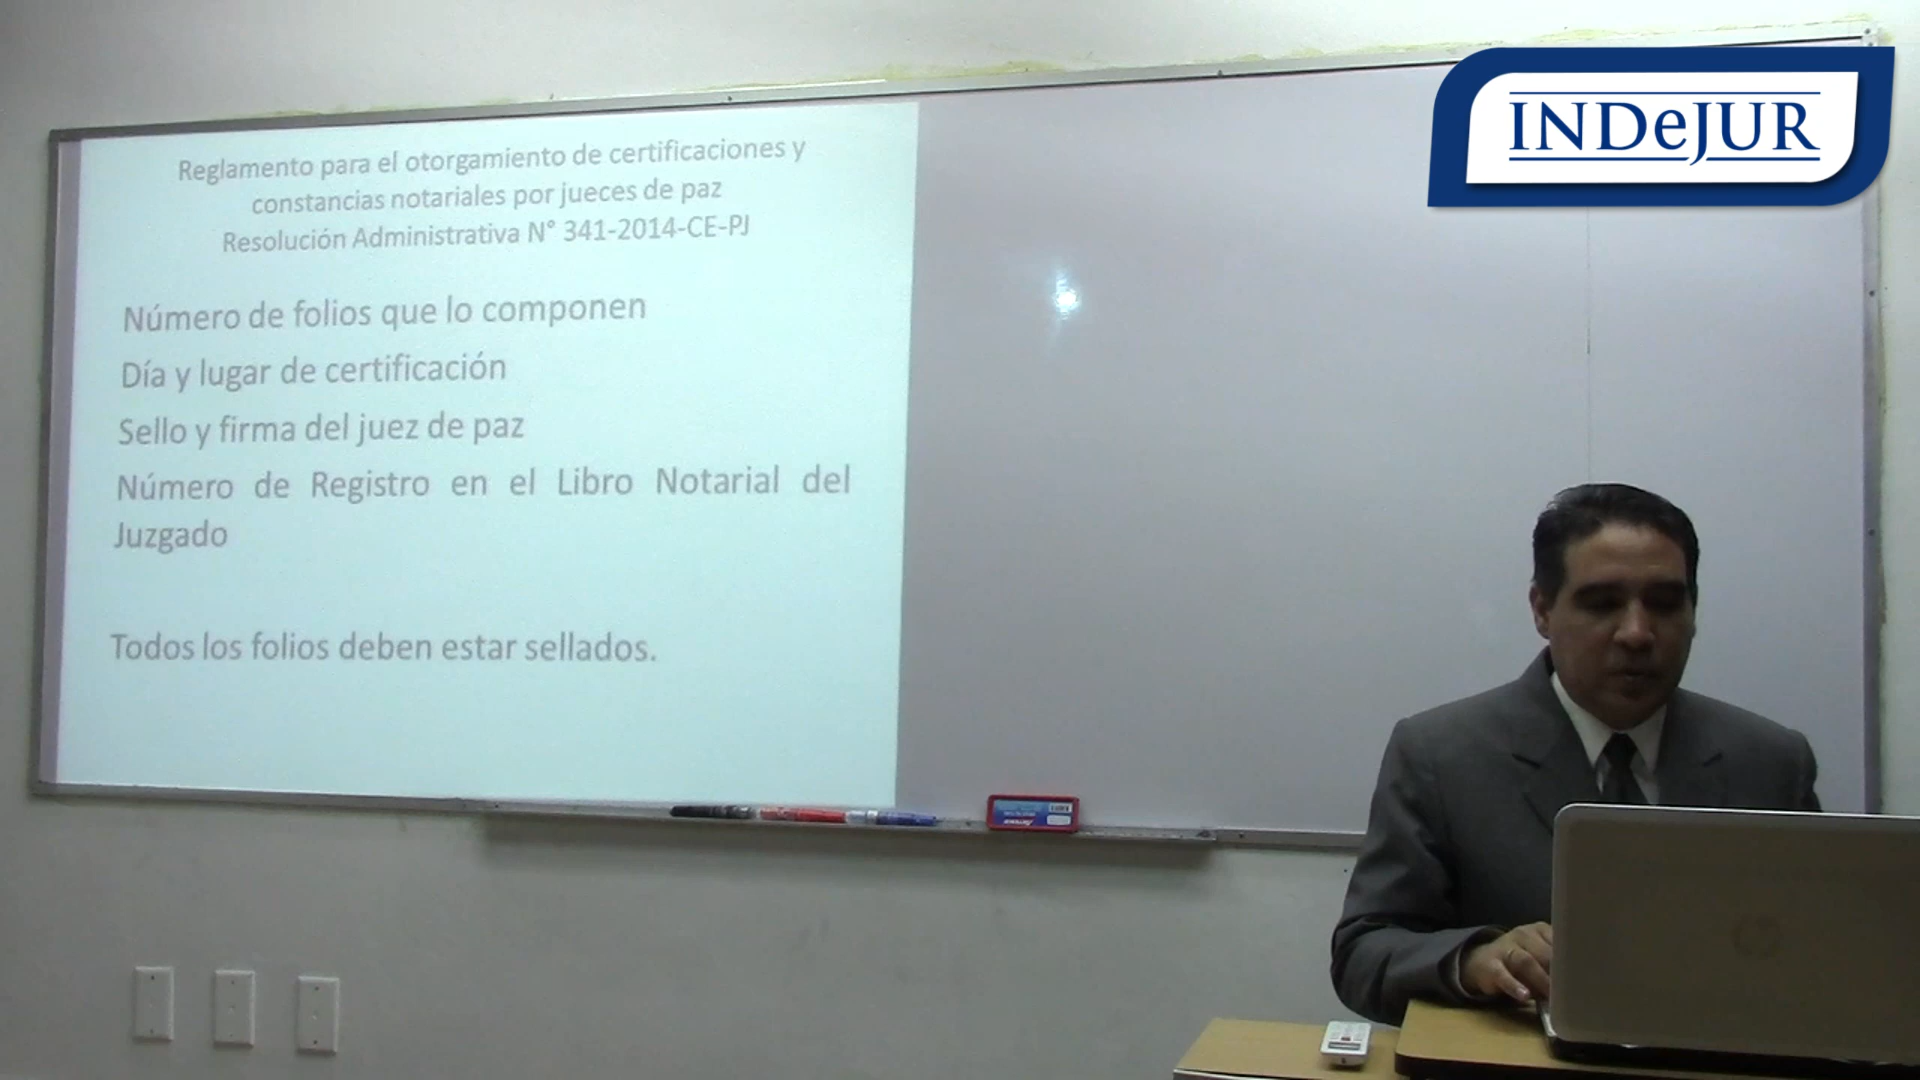 INDeJUR
Reglamento para el otorgamiento de certificaciones y
constancias notariales por jueces de paz
Resolución Administrativa N° 341-2014-CE-PJ
Número de folios que lo componen
Día y lugar de certificación
Sello y firma del juez de paz
Número de Registro en el Libro Notarial del
Juzgado
Todos los folios deben estar sellados.